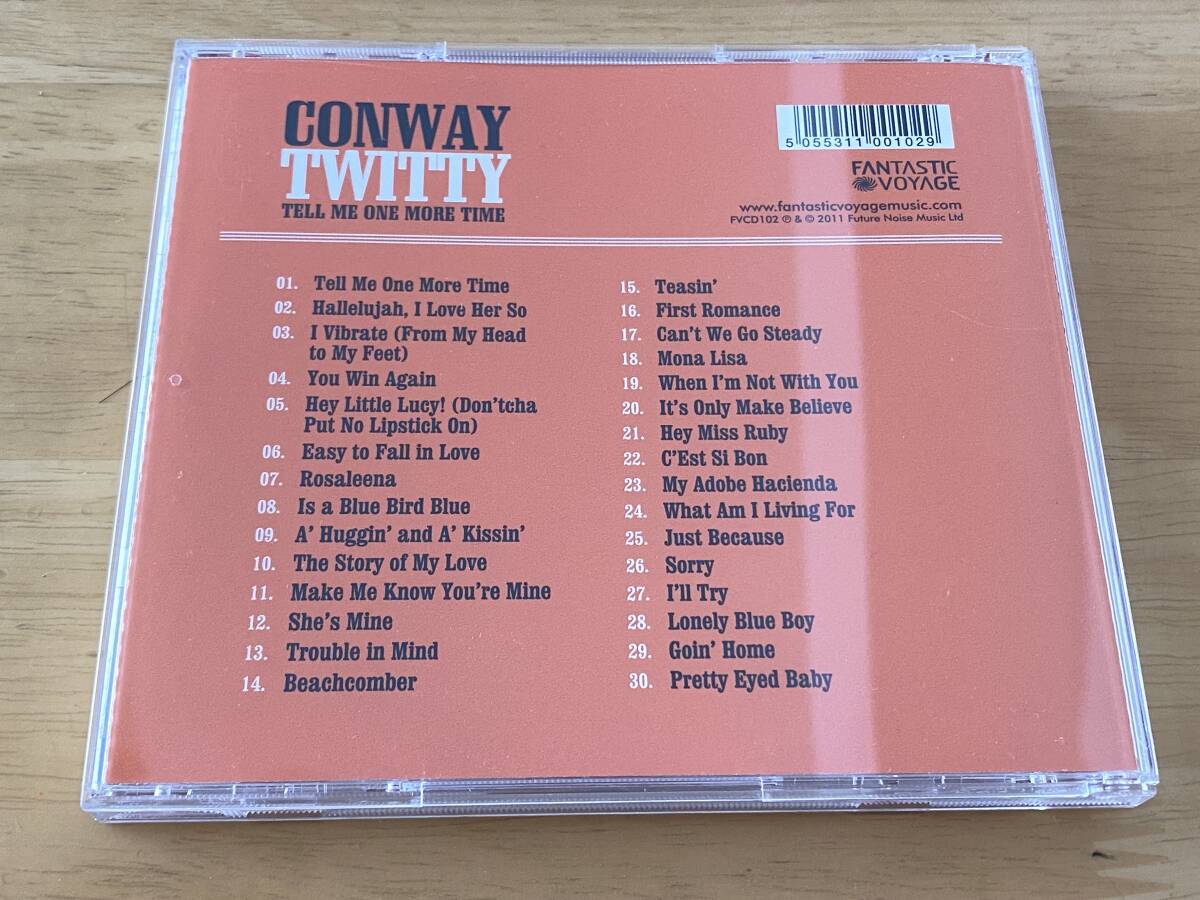 CONWAY
TWITTY
TELL ME ONE MORE TIME
5 055311 001029
FANTASTIC
VOYAGE
www.fantasticvoyagemusic.com
FVCD102 ℗ & © 2011 Future Noise Music Ltd
01. Tell Me One More Time
02. Hallelujah, I Love Her So
03. I Vibrate (From My Head
to My Feet)
04. You Win Again
05. Hey Little Lucy! (Don'tcha
Put No Lipstick On)
06. Easy to Fall in Love
07. Rosaleena
08. Is a Blue Bird Blue
09. A' Huggin' and A' Kissin'
10. The Story of My Love
11. Make Me Know You're Mine
12. She's Mine
13. Trouble in Mind
14. Beachcomber
15. Teasin'
16. First Romance
17. Can't We Go Steady
18. Mona Lisa
19. When I'm Not With You
20. It's Only Make Believe
21. Hey Miss Ruby
22. C'Est Si Bon
23. My Adobe Hacienda
24. What Am I Living For
25. Just Because
26. Sorry
27. I'll Try
28. Lonely Blue Boy
29. Goin' Home
30. Pretty Eyed Baby